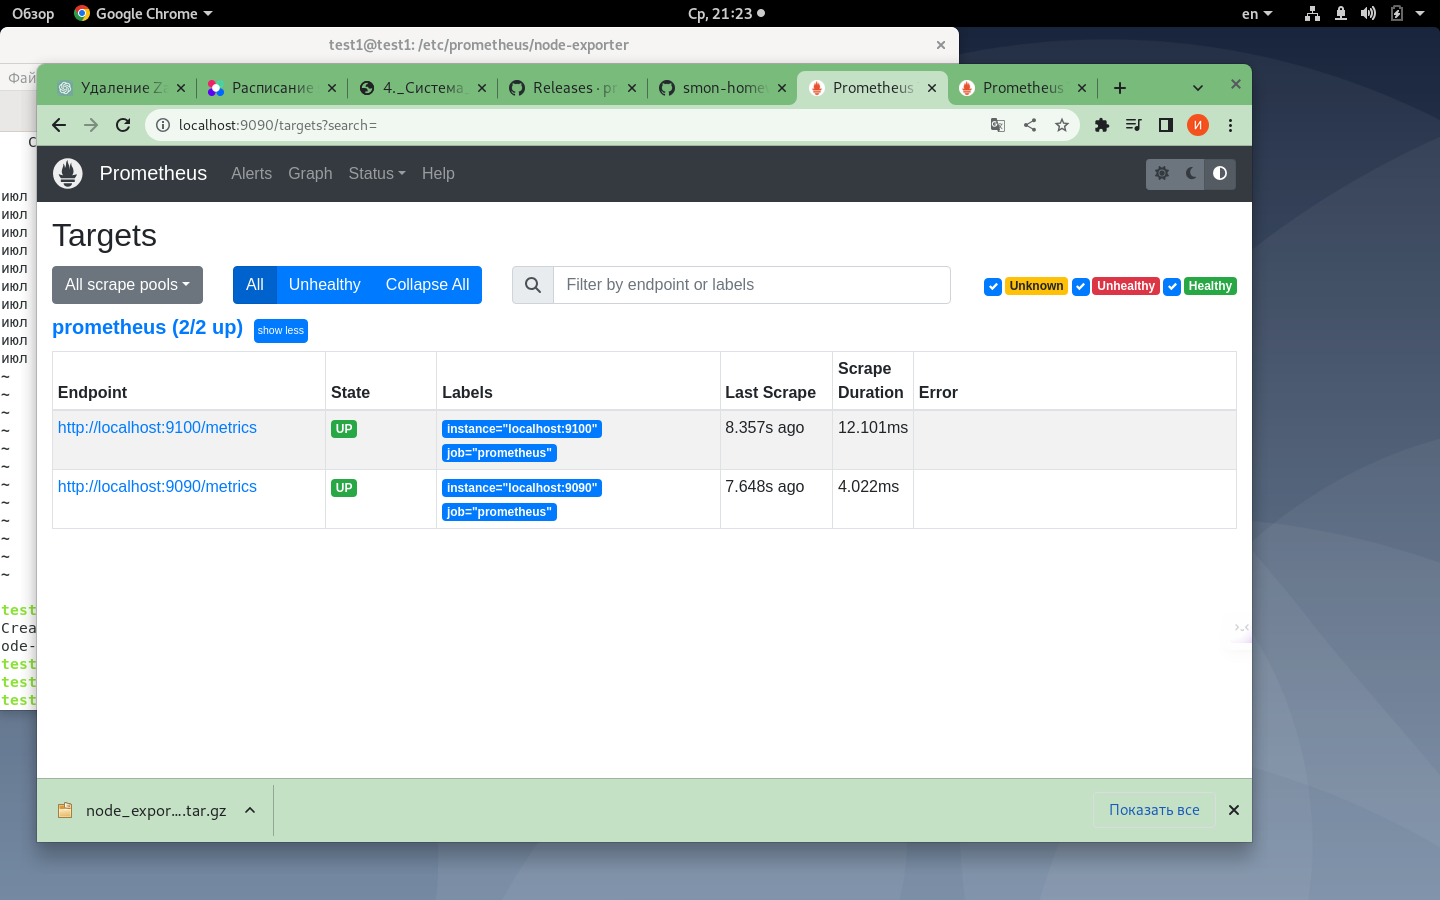 Обзор Google Chrome Ср, 21:23 en
test1@test1: /etc/prometheus/node-exporter
Фай
Удаление Za Расписание 4._Система_ Releases · pr smon-homew Prometheus Prometheus
localhost:9090/targets?search= И
Prometheus Alerts Graph Status Help
Targets
All scrape pools All Unhealthy Collapse All Filter by endpoint or labels Unknown Unhealthy Healthy
prometheus (2/2 up) show less
Endpoint State Labels Last Scrape Scrape Duration Error
http://localhost:9100/metrics UP instance="localhost:9100" 8.357s ago 12.101ms
job="prometheus"
http://localhost:9090/metrics UP instance="localhost:9090" 7.648s ago 4.022ms
job="prometheus"
июл
июл
июл
июл
июл
июл
июл
июл
июл
июл
~
~
~
~
~
~
~
~
~
~
~
~
test
Crea
ode-
test
test
test
node_expor….tar.gz Показать все